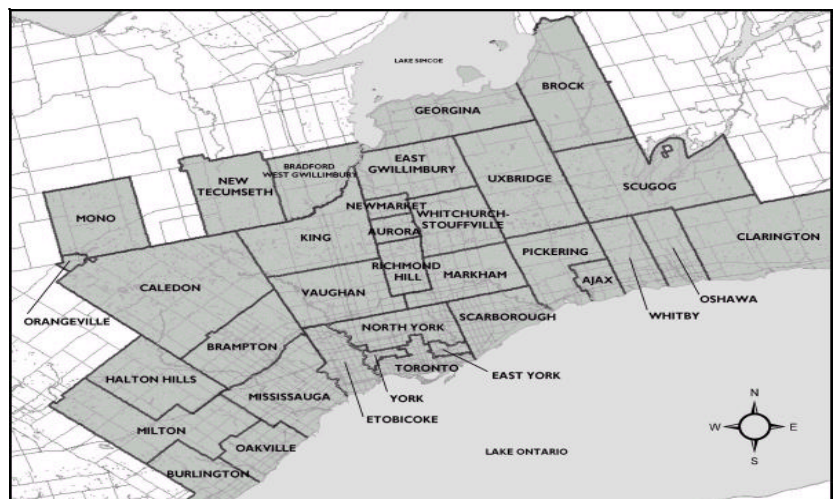 LAKE SIMCOE
BROCK
GEORGINA
EAST
GWILLIMBURY
BRADFORD
WEST GWILLIMBURY
NEW
TECUMSETH
UXBRIDGE
SCUGOG
MONO
NEWMARKET
WHITCHURCH-
STOUFFVILLE
KING
AURORA
CLARINGTON
PICKERING
RICHMOND
HILL
MARKHAM
AJAX
CALEDON
VAUGHAN
OSHAWA
WHITBY
ORANGEVILLE
SCARBOROUGH
NORTH YORK
BRAMPTON
TORONTO
EAST YORK
HALTON HILLS
YORK
MISSISSAUGA
ETOBICOKE
MILTON
OAKVILLE
BURLINGTON
LAKE ONTARIO
N
W
E
S